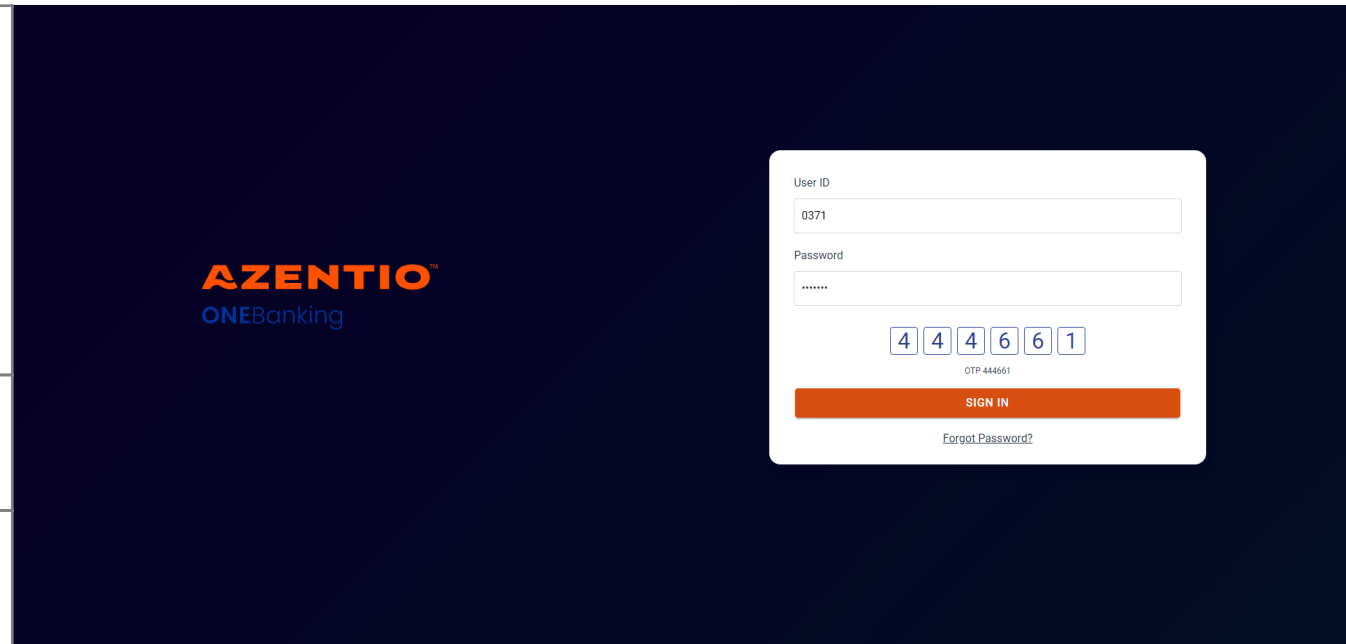 AZENTIO™
ONEBanking
User ID
0371
Password
•••••••
4 4 4 6 6 1
OTP 444661
SIGN IN
Forgot Password?